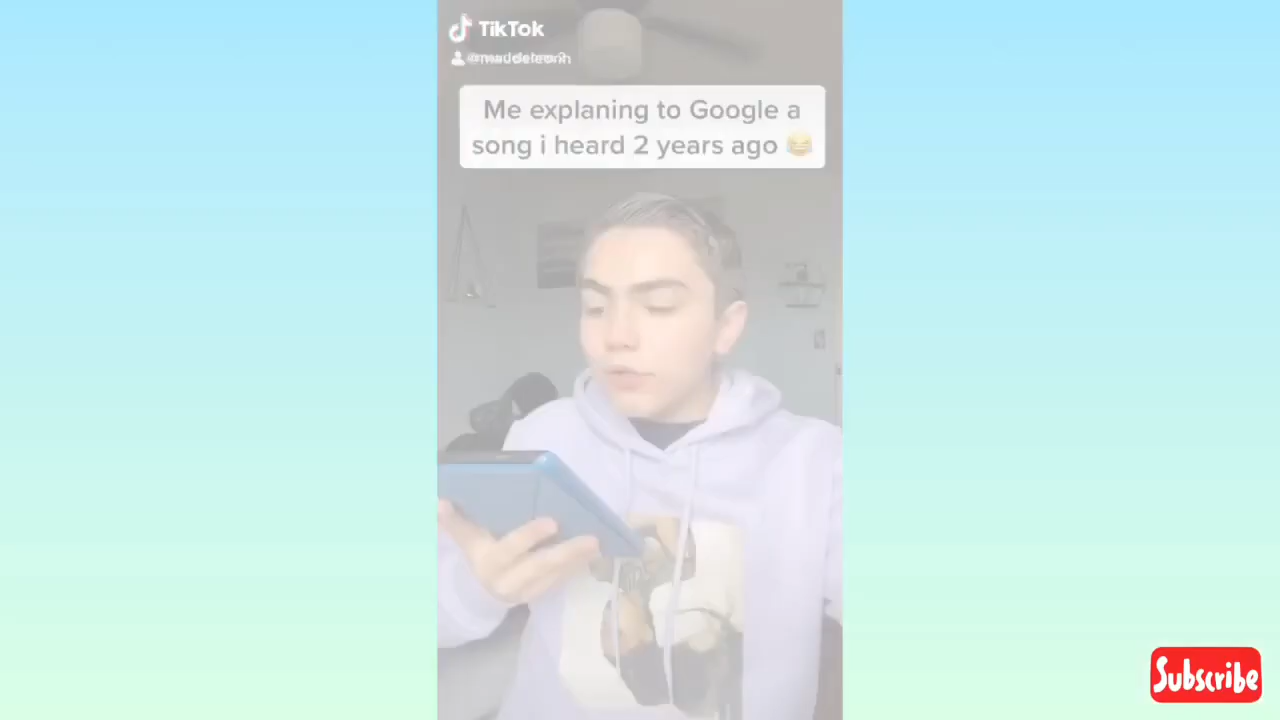 TikTok
Me explaning to Google a
song i heard 2 years ago 😂
Subscribe